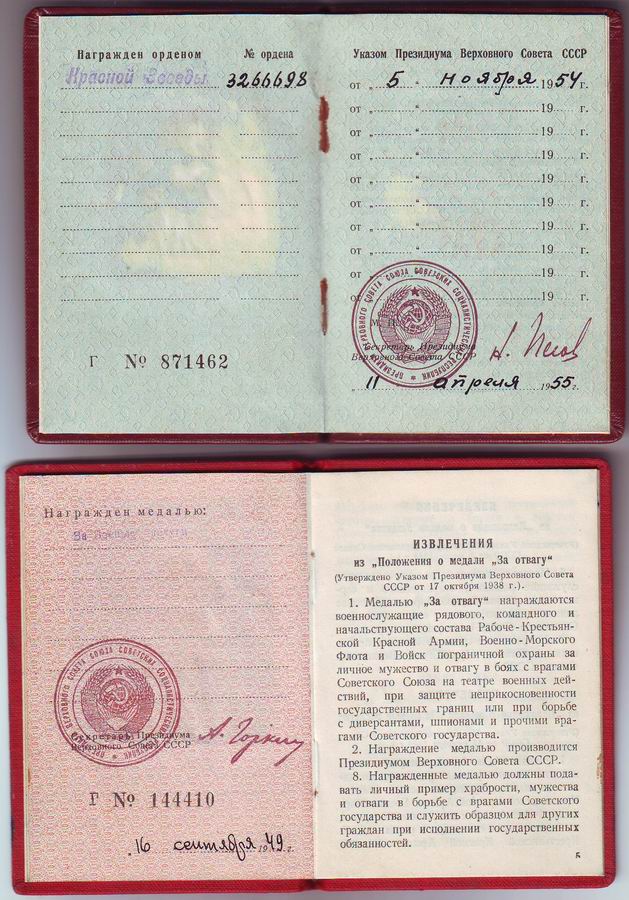 Награжден орденом № ордена
Красной Звезды 3266698
Г № 871462
Указом Президиума Верховного Совета СССР
от „ 5 “ ноября 1954 г.
от „ “ 19 г.
от „ “ 19 г.
от „ “ 19 г.
от „ “ 19 г.
от „ “ 19 г.
от „ “ 19 г.
от „ “ 19 г.
от „ 19 г.
от 19 г.
Секретарь Президиума
Верховного Совета СССР
„ 11 апреля 1955 г.
Награжден медалью:
За боевые заслуги
Секретарь Президиума
Верховного Совета СССР А. Горкин
Г № 144410
„16 сентября 1949 г.
ИЗВЛЕЧЕНИЯ
из „Положения о медали „За отвагу“
(Утверждено Указом Президиума Верховного Совета
СССР от 17 октября 1938 г.).
1. Медалью „За отвагу“ награждаются
военнослужащие рядового, командного и
начальствующего состава Рабоче-Крестьян-
ской Красной Армии, Военно-Морского
Флота и Войск пограничной охраны за
личное мужество и отвагу в боях с врагами
Советского Союза на театре военных дей-
ствий, при защите неприкосновенности
государственных границ или при борьбе
с диверсантами, шпионами и прочими вра-
гами Советского государства.
2. Награждение медалью производится
Президиумом Верховного Совета СССР.
8. Награжденные медалью должны пода-
вать личный пример храбрости, мужества
и отваги в борьбе с врагами Советского
государства и служить образцом для других
граждан при исполнении государственных
обязанностей.
5